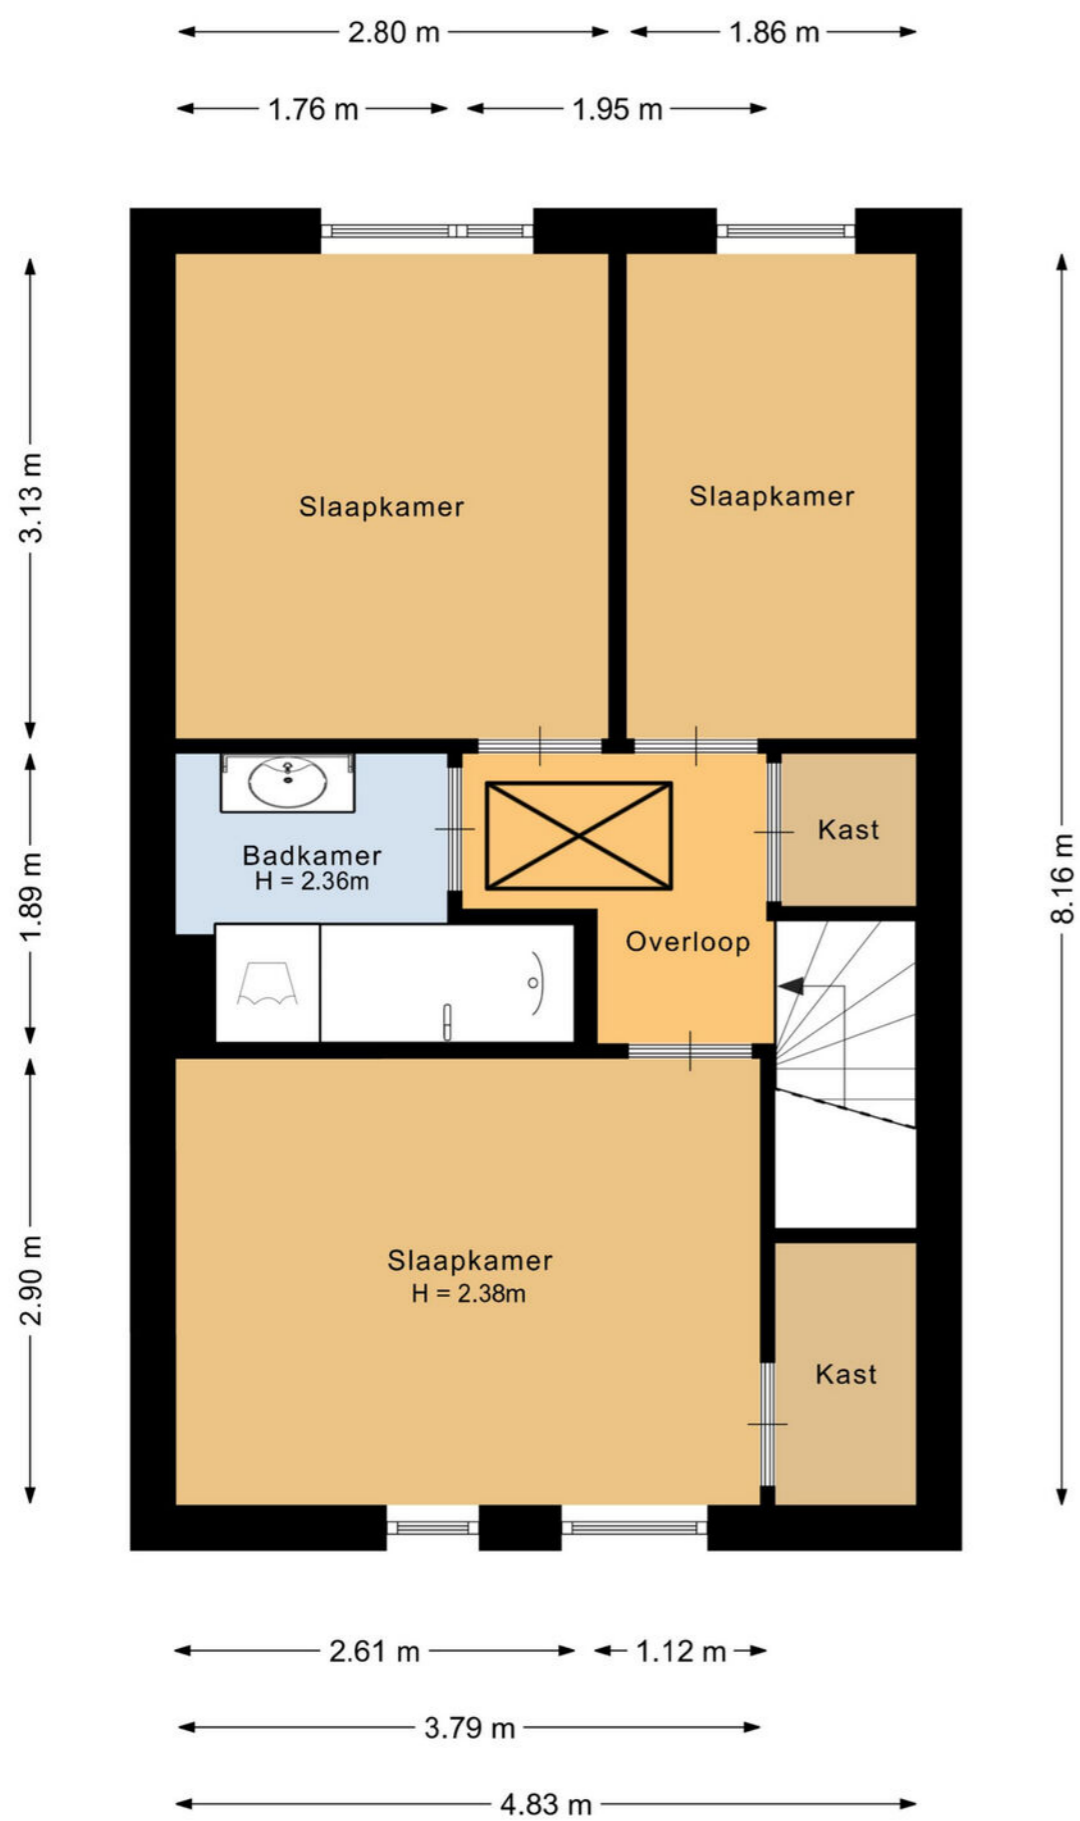 2.80 m
1.86 m
1.76 m
1.95 m
3.13 m
Slaapkamer
Slaapkamer
1.89 m
Badkamer
H = 2.36m
Kast
Overloop
8.16 m
2.90 m
Slaapkamer
H = 2.38m
Kast
2.61 m
1.12 m
3.79 m
4.83 m